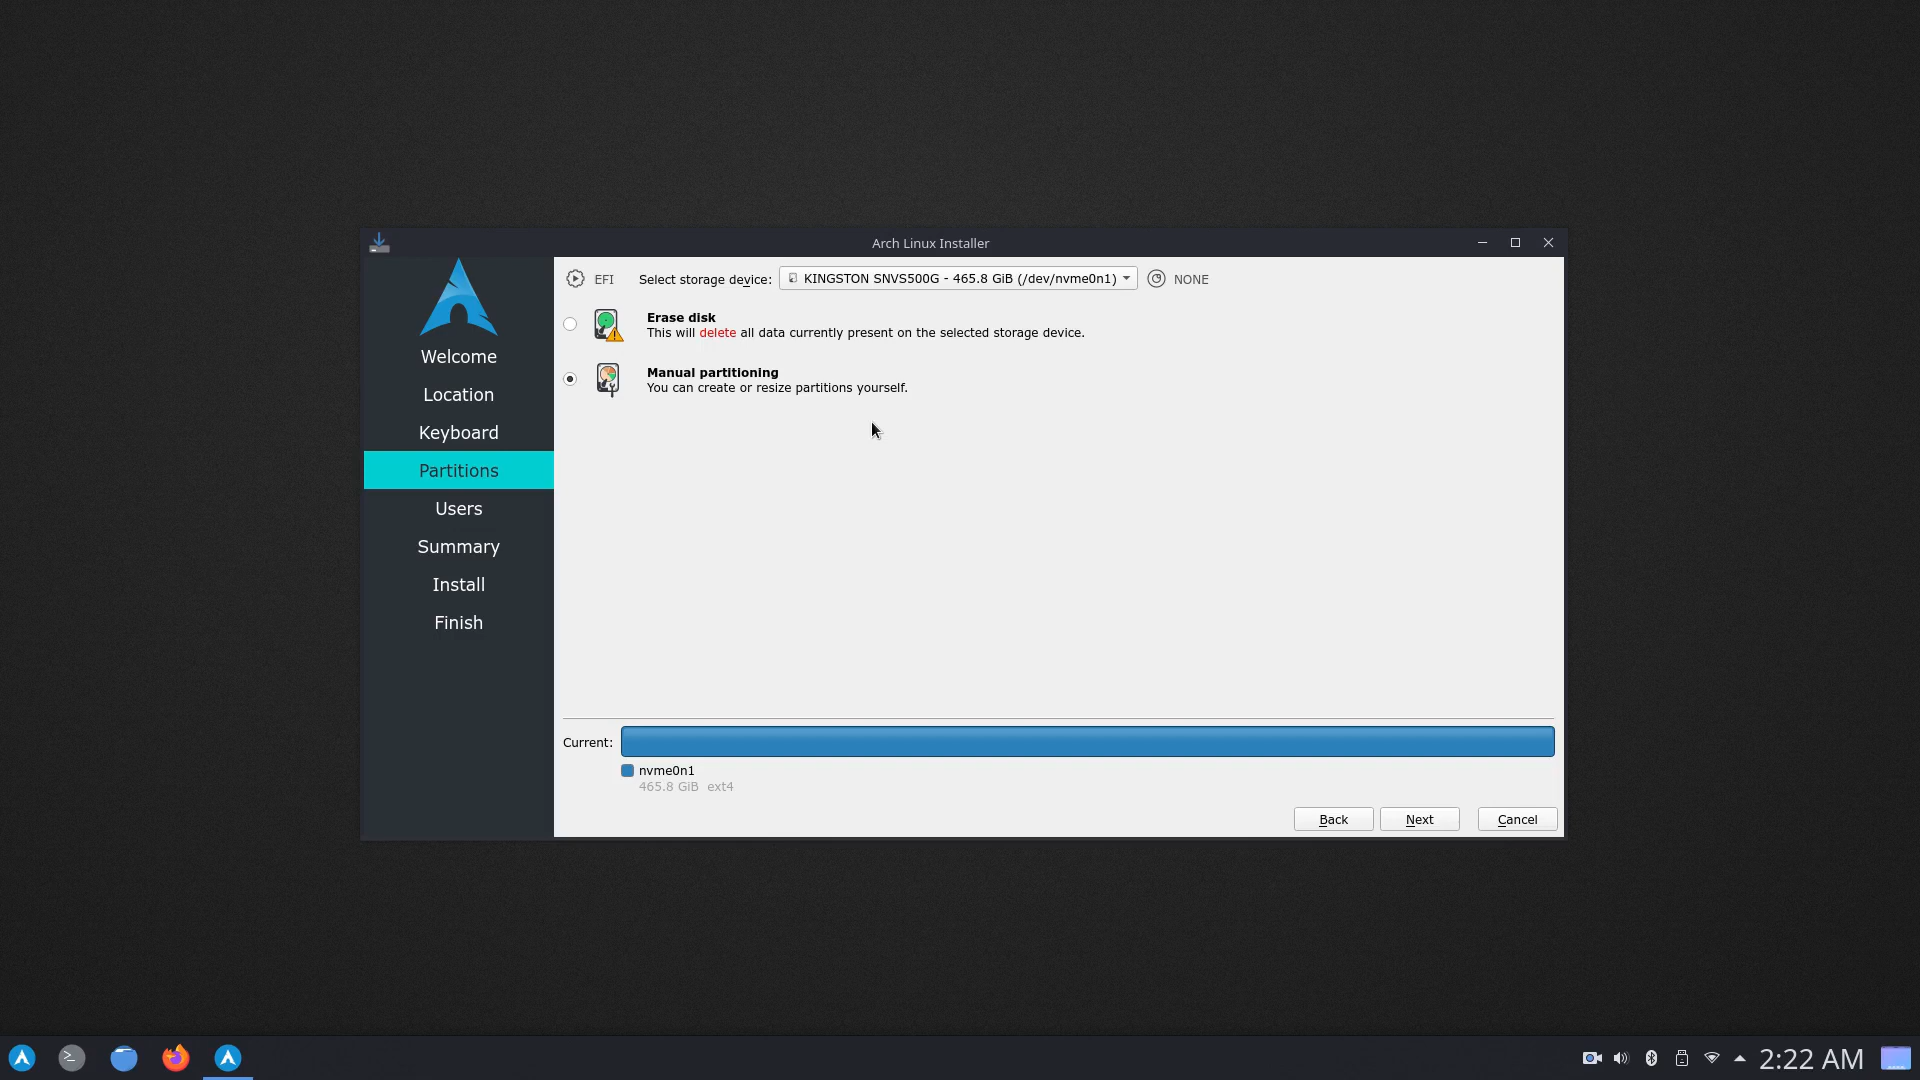 Arch Linux Installer
EFI
Select storage device:
KINGSTON SNVS500G - 465.8 GiB (/dev/nvme0n1)
NONE
Erase disk
This will delete all data currently present on the selected storage device.
Manual partitioning
You can create or resize partitions yourself.
Welcome
Location
Keyboard
Partitions
Users
Summary
Install
Finish
Current:
nvme0n1
465.8 GiB ext4
Back
Next
Cancel
2:22 AM